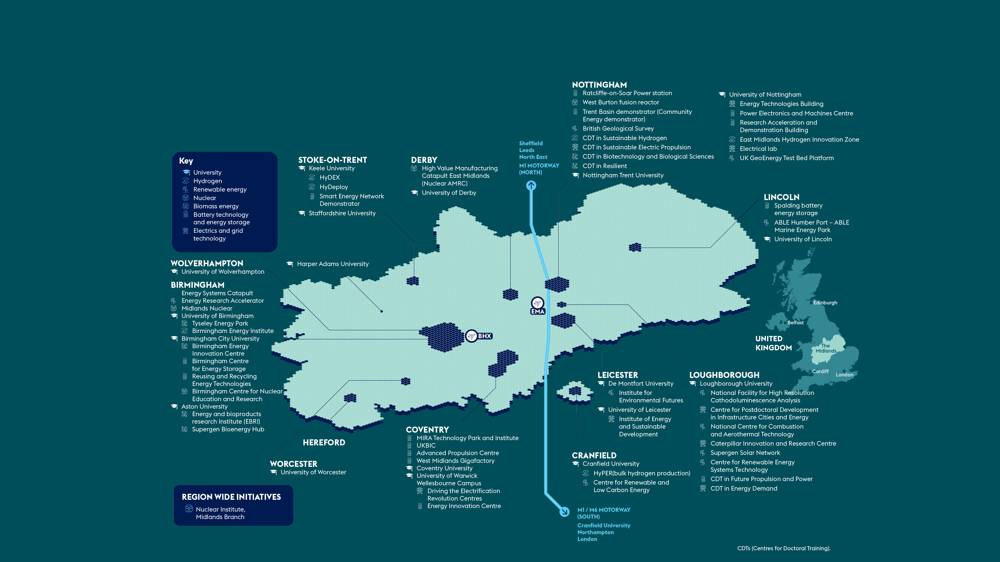 NOTTINGHAM
Ratcliffe-on-Soar Power station
West Burton fusion reactor
Trent Basin demonstrator (Community
Energy demonstrator)
British Geological Survey
CDT in Sustainable Hydrogen
CDT in Sustainable Electric Propulsion
CDT in Biotechnology and Biological Sciences
CDT in Resilient
Nottingham Trent University
University of Nottingham
Energy Technologies Building
Power Electronics and Machines Centre
Research Acceleration and
Demonstration Building
East Midlands Hydrogen Innovation Zone
Electrical lab
UK GeoEnergy Test Bed Platform
Sheffield
Leeds
North East
M1 MOTORWAY
(NORTH)
Key
University
Hydrogen
Renewable energy
Nuclear
Biomass energy
Battery technology
and energy storage
Electrics and grid
technology
STOKE-ON-TRENT
Keele University
HyDEX
HyDeploy
Smart Energy Network
Demonstrator
Staffordshire University
DERBY
High Value Manufacturing
Catapult East Midlands
(Nuclear AMRC)
University of Derby
LINCOLN
Spalding battery
energy storage
ABLE Humber Port – ABLE
Marine Energy Park
University of Lincoln
WOLVERHAMPTON
University of Wolverhampton
Harper Adams University
BIRMINGHAM
Energy Systems Catapult
Energy Research Accelerator
Midlands Nuclear
University of Birmingham
Tyseley Energy Park
Birmingham Energy Institute
Birmingham City University
Birmingham Energy
Innovation Centre
Birmingham Centre
for Energy Storage
Reusing and Recycling
Energy Technologies
Birmingham Centre for Nuclear
Education and Research
Aston University
Energy and bioproducts
research Institute (EBRI)
Supergen Bioenergy Hub
EMA
BHX
Edinburgh
Belfast
UNITED
KINGDOM
The
Midlands
Cardiff
London
HEREFORD
WORCESTER
University of Worcester
COVENTRY
MIRA Technology Park and Institute
UKBIC
Advanced Propulsion Centre
West Midlands Gigafactory
Coventry University
University of Warwick
Wellesbourne Campus
Driving the Electrification
Revolution Centres
Energy Innovation Centre
LEICESTER
De Montfort University
Institute for
Environmental Futures
University of Leicester
Institute of Energy
and Sustainable
Development
LOUGHBOROUGH
Loughborough University
National Facility for High Resolution
Cathodoluminescence Analysis
Centre for Postdoctoral Development
in Infrastructure Cities and Energy
National Centre for Combustion
and Aerothermal Technology
Caterpillar Innovation and Research Centre
Supergen Solar Network
Centre for Renewable Energy
Systems Technology
CDT in Future Propulsion and Power
CDT in Energy Demand
CRANFIELD
Cranfield University
HyPER(bulk hydrogen production)
Centre for Renewable and
Low Carbon Energy
REGION WIDE INITIATIVES
Nuclear Institute,
Midlands Branch
M1 / M6 MOTORWAY
(SOUTH)
Cranfield University
Northampton
London
CDTs (Centres for Doctoral Training).